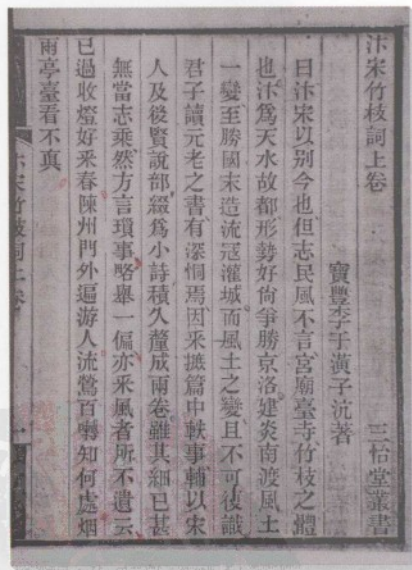 汴宋竹枝詞上卷　三怡堂叢書
寶豐李于潢子沆著
曰汴宋以别今也但志民風不言宮廟臺寺竹枝之體
也汴爲天水故都形勢好尚爭勝京洛建炎南渡風土
一變至勝國末造流寇灌城而風土之變且不可復識
君子讀元老之書有深恫焉因采摭篇中軼事輔以宋
人及後賢說部綴爲小詩積久釐成兩卷雖其細已甚
無當志乘然方言瑣事略舉一偏亦采風者所不遺云
已過收燈好釆春陳州門外遍游人流鶯百囀知何處烟
雨亭臺看不真
汴宋竹枝詞上卷
一